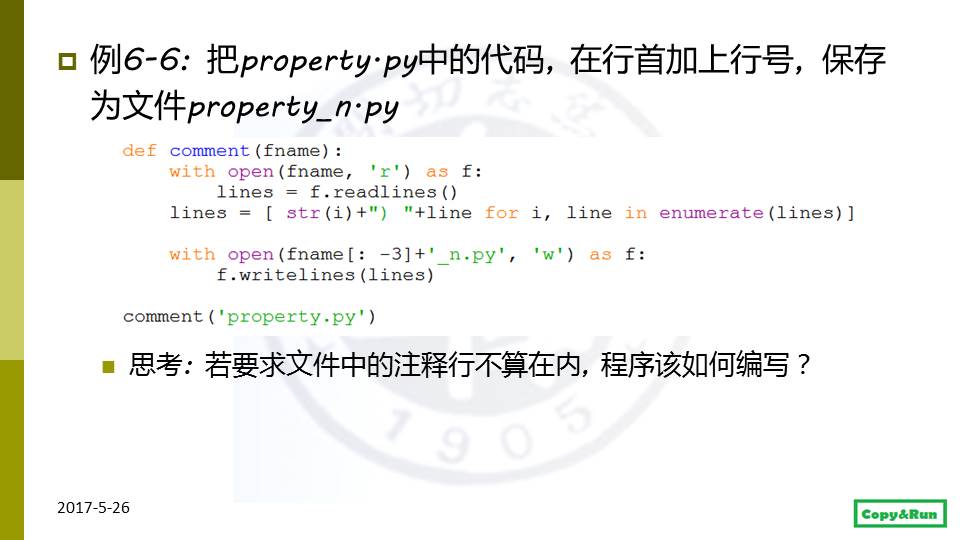 例6-6：把property.py中的代码，在行首加上行号，保存
为文件property_n.py
def comment(fname):
    with open(fname, 'r') as f:
        lines = f.readlines()
    lines = [ str(i)+") "+line for i, line in enumerate(lines)]
    with open(fname[: -3]+'_n.py', 'w') as f:
        f.writelines(lines)
comment('property.py')
思考：若要求文件中的注释行不算在内，程序该如何编写？
1905
2017-5-26
Copy&Run